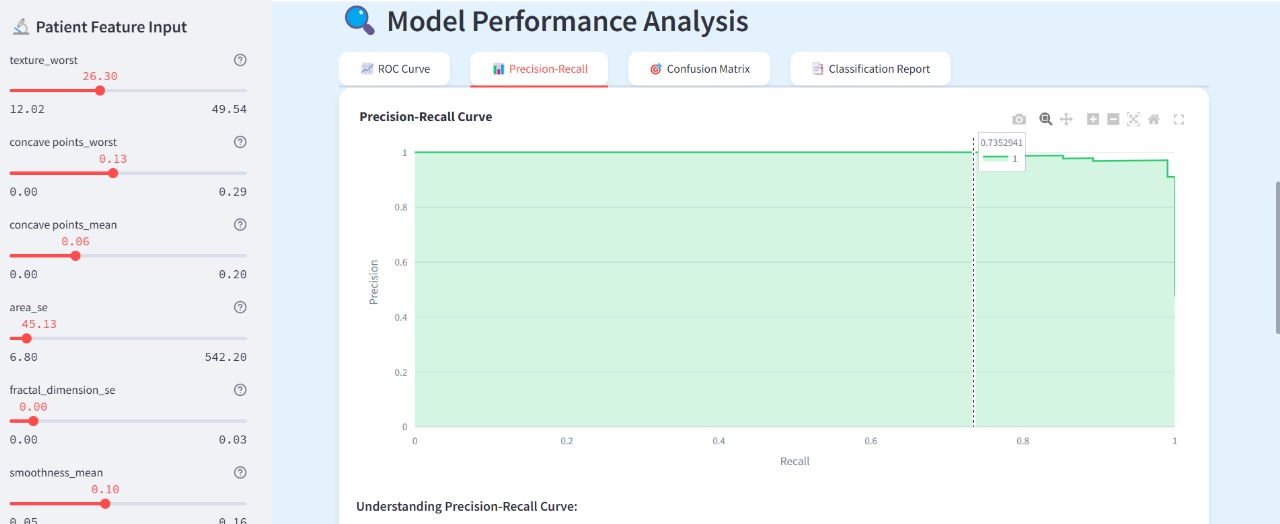 Patient Feature Input
texture_worst
26.30
12.02 49.54
concave points_worst
0.13
0.00 0.29
concave points_mean
0.06
0.00 0.20
area_se
45.13
6.80 542.20
fractal_dimension_se
0.00
0.00 0.03
smoothness_mean
0.10
0.05 0.16
Model Performance Analysis
ROC Curve Precision-Recall Confusion Matrix Classification Report
Precision-Recall Curve
0.7352941
1
1
0.8
0.6
0.4
0.2
0
Precision
0 0.2 0.4 0.6 0.8 1
Recall
Understanding Precision-Recall Curve: